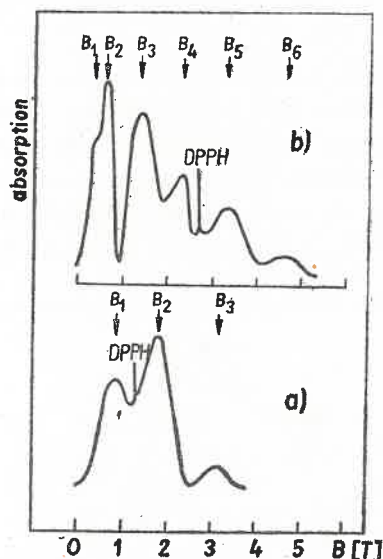 B1 B2 B3 B4 B5 B6
absorption
b)
DPPH
B1 B2 B3
DPPH
a)
0 1 2 3 4 5 B [T]